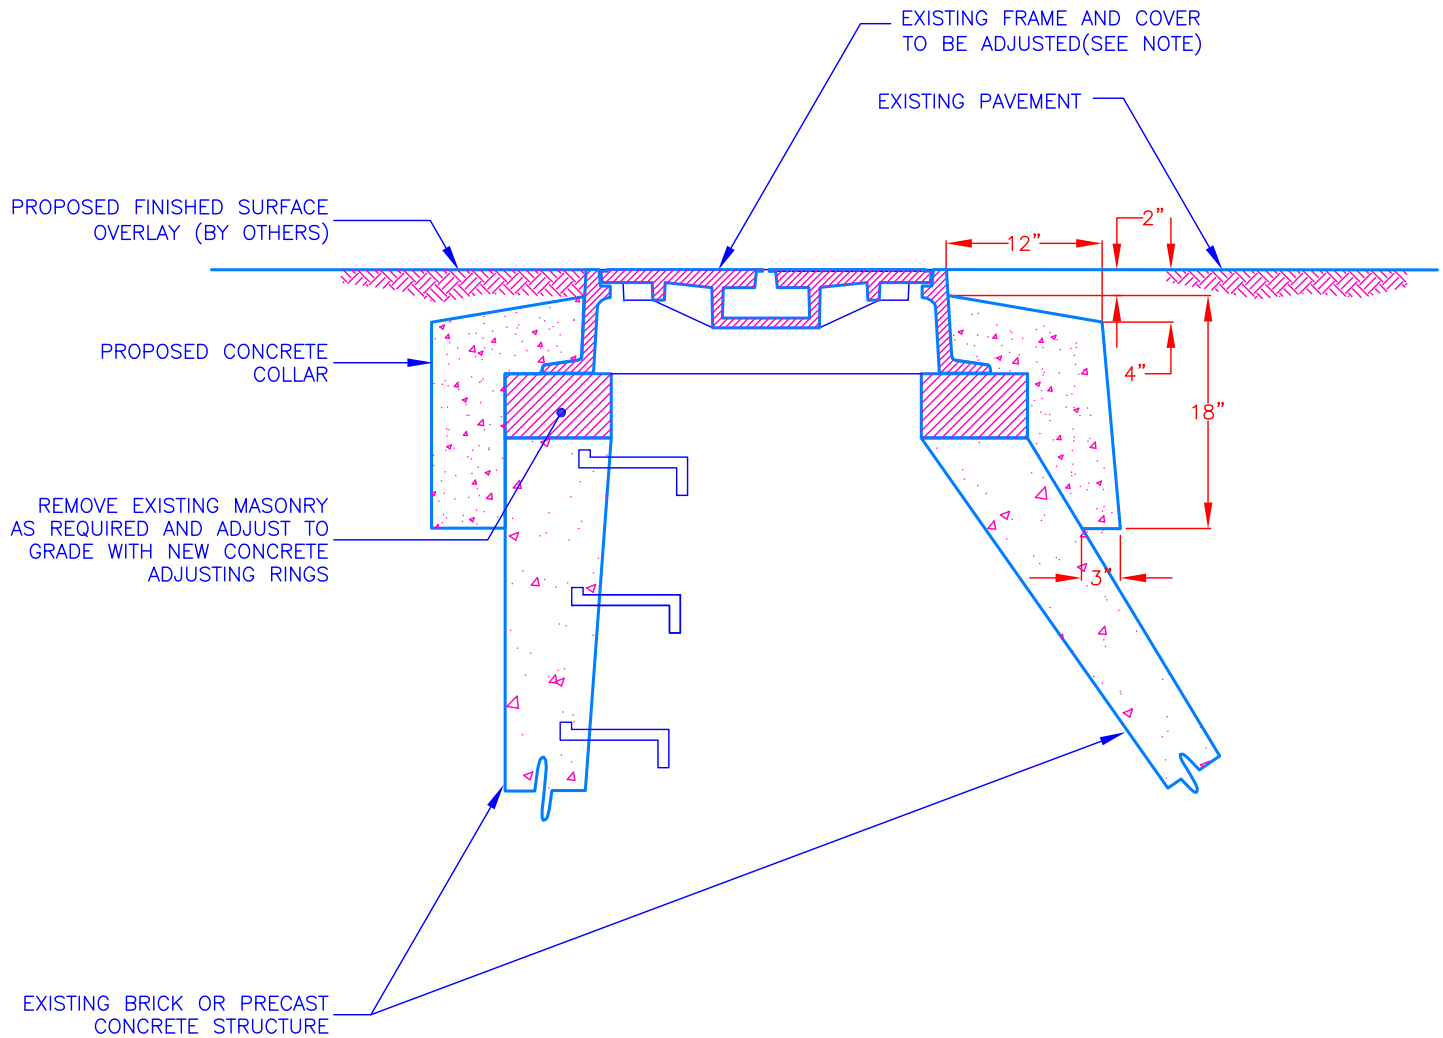 EXISTING FRAME AND COVER
TO BE ADJUSTED(SEE NOTE)
EXISTING PAVEMENT
PROPOSED FINISHED SURFACE
OVERLAY (BY OTHERS)
2"
12"
PROPOSED CONCRETE
COLLAR
4"
18"
REMOVE EXISTING MASONRY
AS REQUIRED AND ADJUST TO
GRADE WITH NEW CONCRETE
ADJUSTING RINGS
3"
EXISTING BRICK OR PRECAST
CONCRETE STRUCTURE